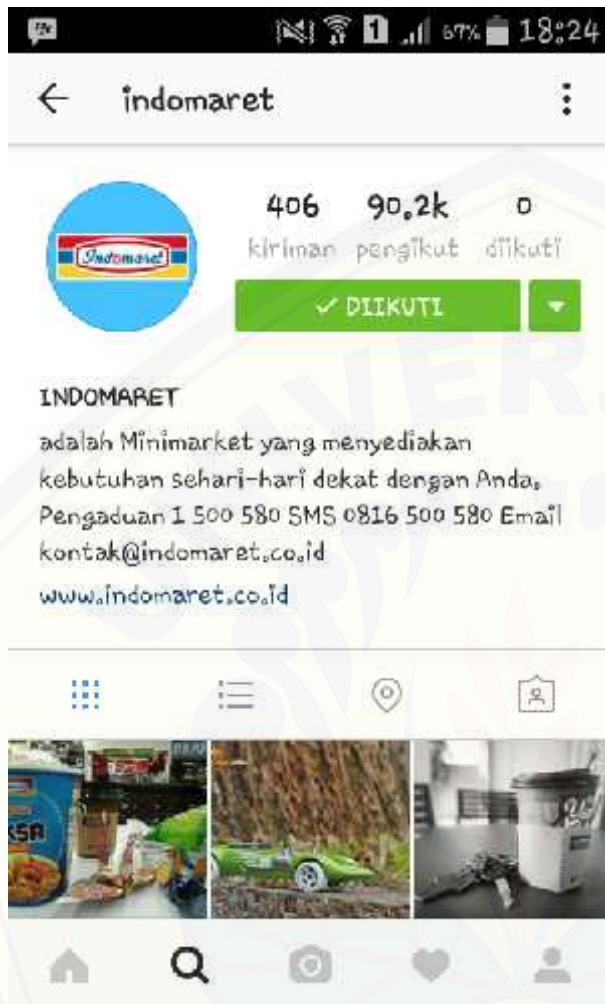 67% 18:24
indomaret
Indomaret
406 90.2k 0
kiriman pengikut diikuti
DIIKUTI
INDOMARET
adalah Minimarket yang menyediakan
kebutuhan sehari-hari dekat dengan Anda.
Pengaduan 1 500 580 SMS 0816 500 580 Email
kontak@indomaret.co.id
www.indomaret.co.id